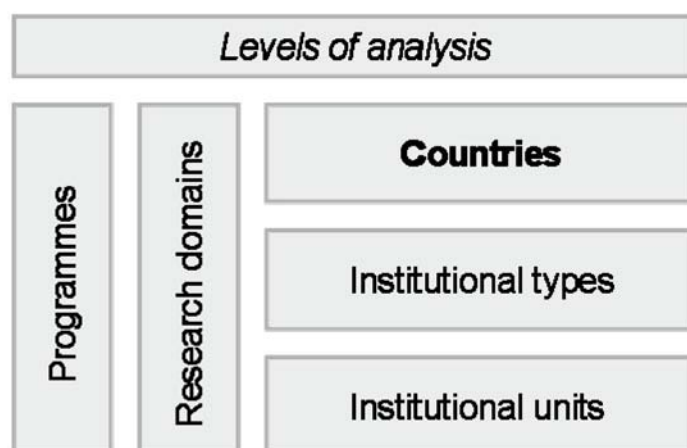 Levels of analysis
Programmes
Research domains
Countries
Institutional types
Institutional units